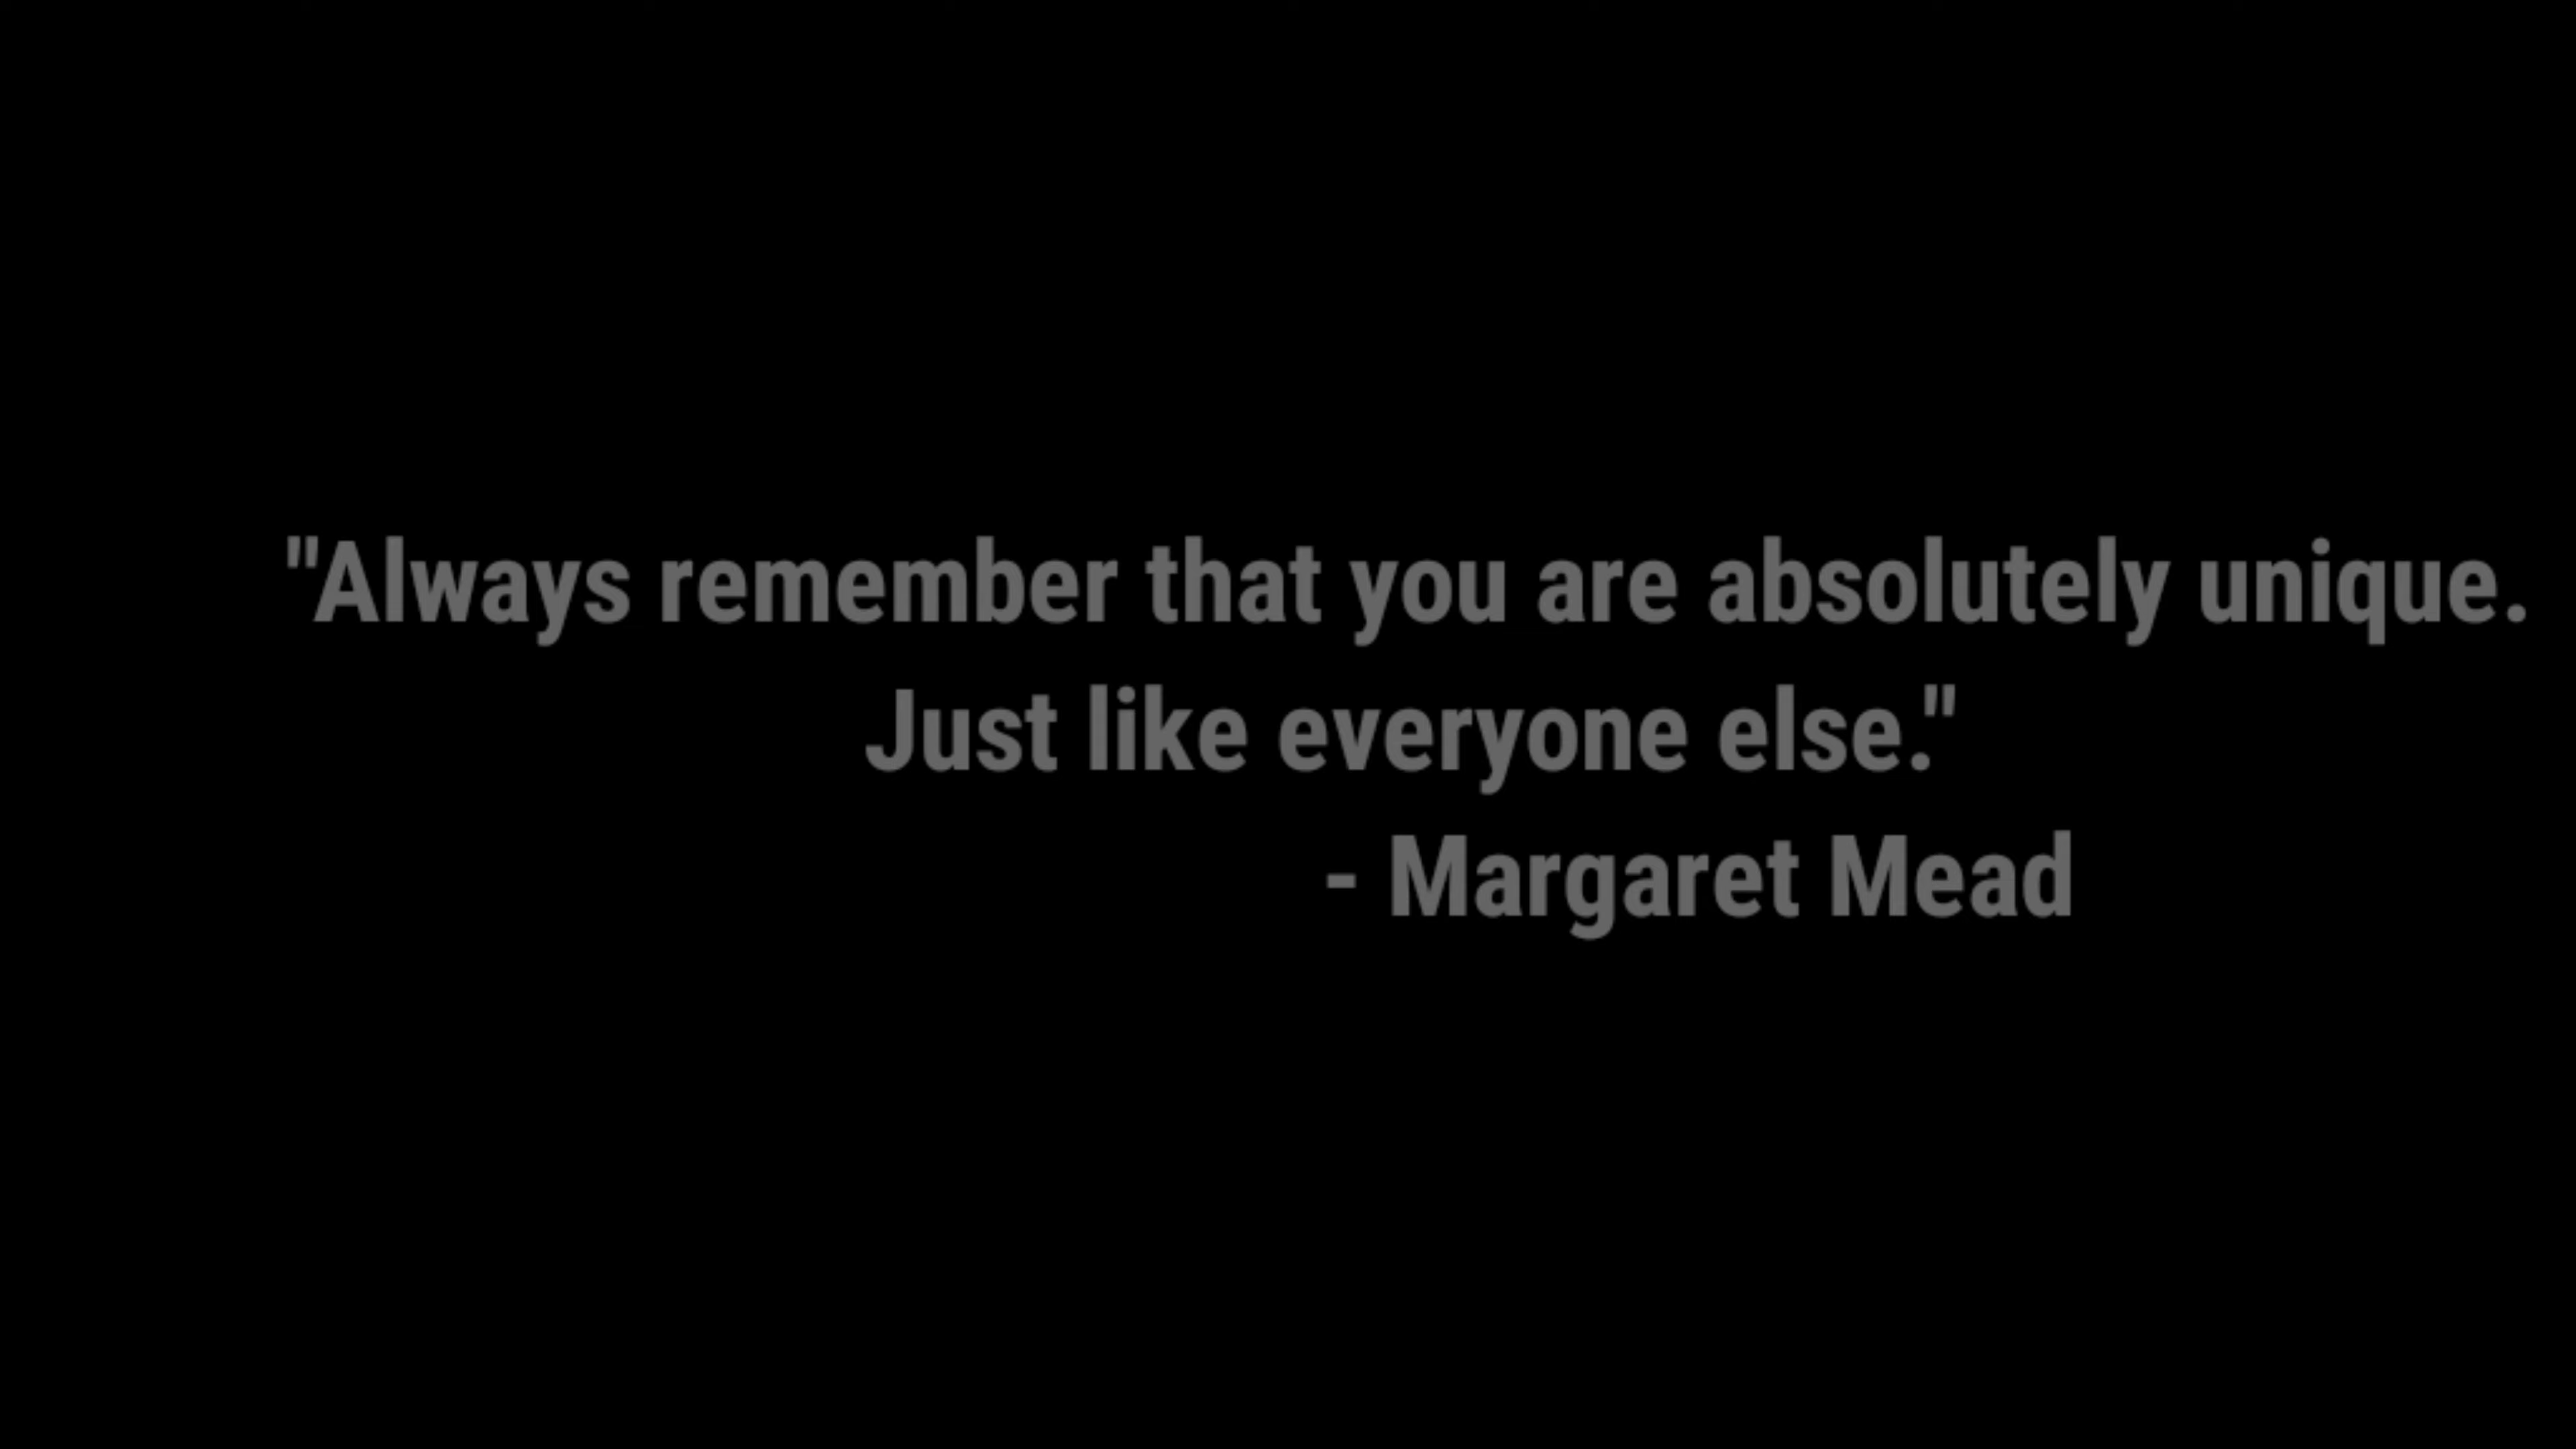 "Always remember that you are absolutely unique.
Just like everyone else."
- Margaret Mead